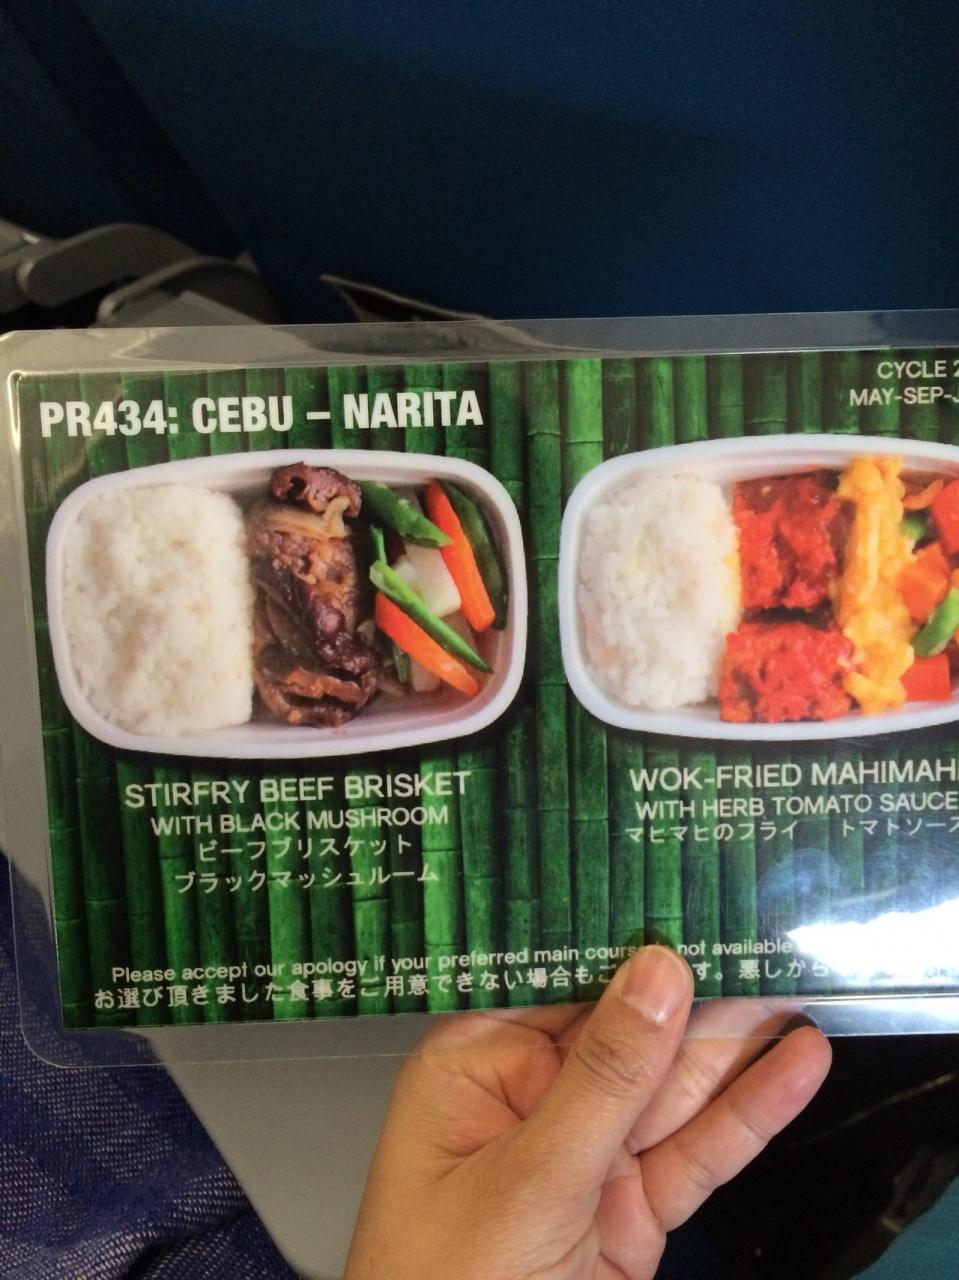 PR434: CEBU – NARITA
CYCLE 2
MAY-SEP-J
STIRFRY BEEF BRISKET
WITH BLACK MUSHROOM
ビーフブリスケット
ブラックマッシュルーム
WOK-FRIED MAHIMAHI
WITH HERB TOMATO SAUCE
マヒマヒのフライ トマトソース
Please accept our apology if your preferred main course is not available
お選び頂きました食事をご用意できない場合もご す。悪しから